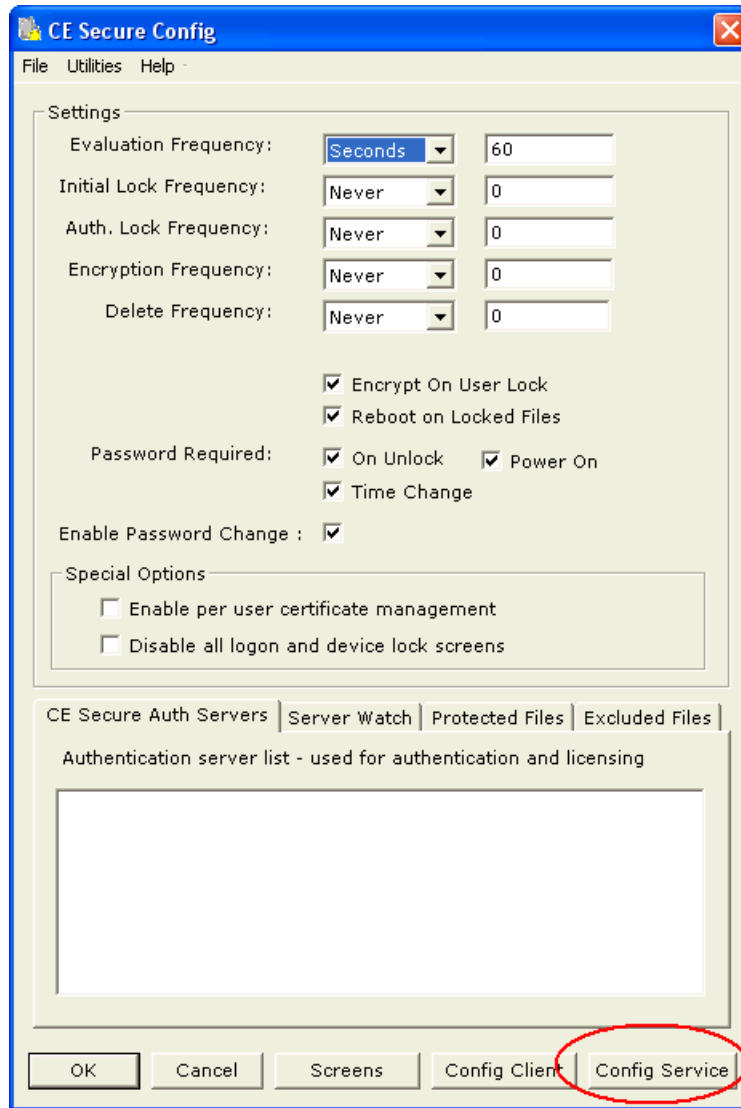 CE Secure Config
File Utilities Help
Settings
Evaluation Frequency: Seconds 60
Initial Lock Frequency: Never 0
Auth. Lock Frequency: Never 0
Encryption Frequency: Never 0
Delete Frequency: Never 0
Encrypt On User Lock
Reboot on Locked Files
Password Required: On Unlock Power On
Time Change
Enable Password Change :
Special Options
Enable per user certificate management
Disable all logon and device lock screens
CE Secure Auth Servers Server Watch Protected Files Excluded Files
Authentication server list - used for authentication and licensing
OK Cancel Screens Config Client Config Service